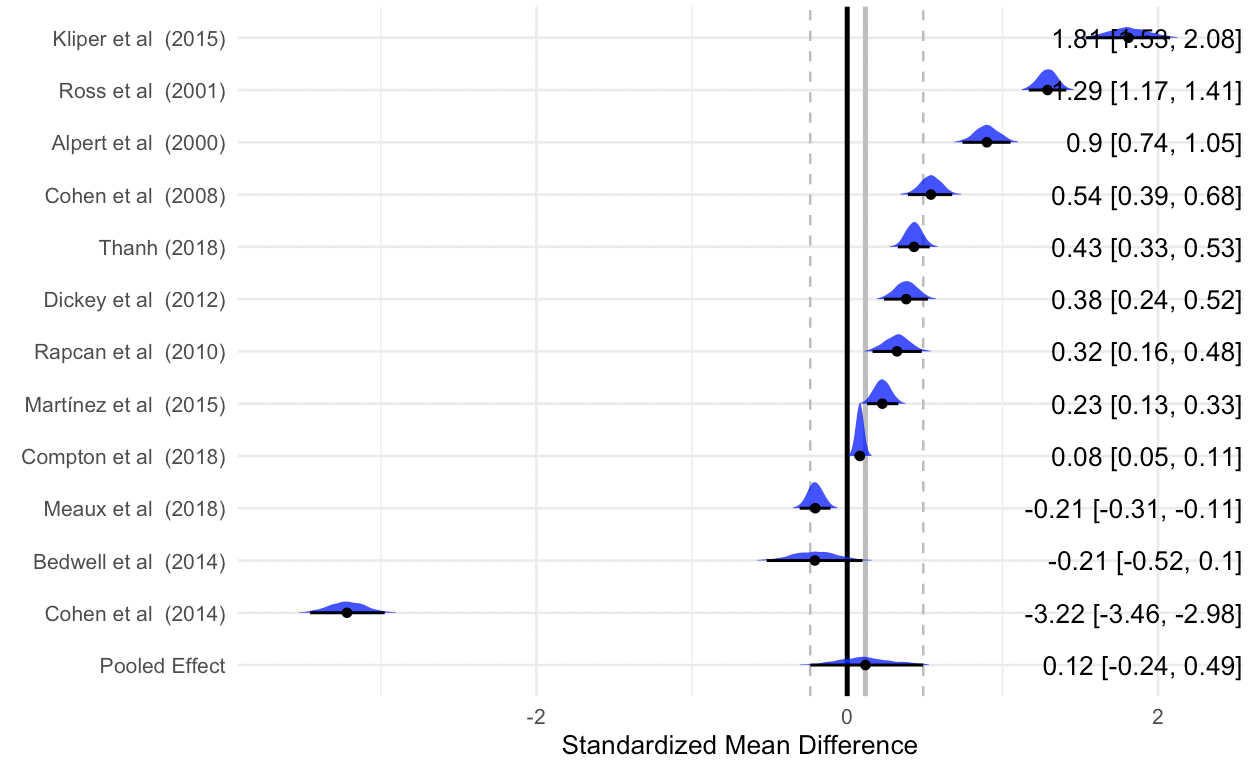 Kliper et al (2015) 1.81 [1.53, 2.08]
Ross et al (2001) 1.29 [1.17, 1.41]
Alpert et al (2000) 0.9 [0.74, 1.05]
Cohen et al (2008) 0.54 [0.39, 0.68]
Thanh (2018) 0.43 [0.33, 0.53]
Dickey et al (2012) 0.38 [0.24, 0.52]
Rapcan et al (2010) 0.32 [0.16, 0.48]
Martínez et al (2015) 0.23 [0.13, 0.33]
Compton et al (2018) 0.08 [0.05, 0.11]
Meaux et al (2018) -0.21 [-0.31, -0.11]
Bedwell et al (2014) -0.21 [-0.52, 0.1]
Cohen et al (2014) -3.22 [-3.46, -2.98]
Pooled Effect 0.12 [-0.24, 0.49]
-2 0 2
Standardized Mean Difference